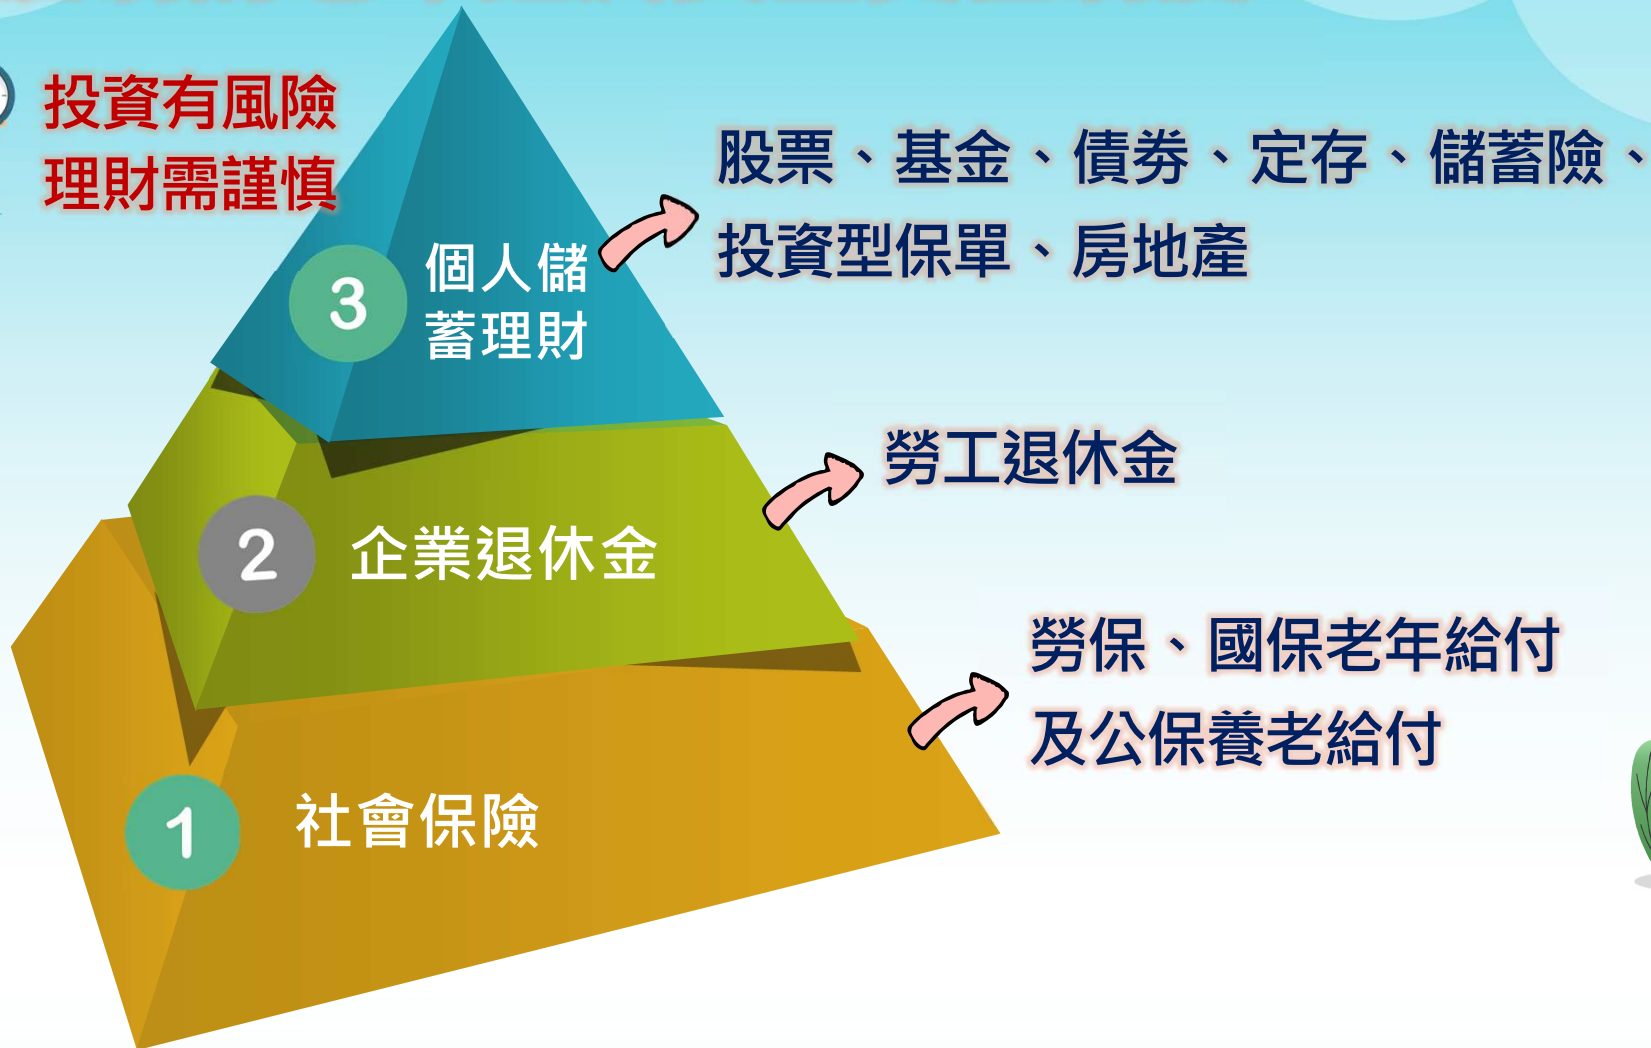 投資有風險
理財需謹慎
股票、基金、債券、定存、儲蓄險、
投資型保單、房地產
3
個人儲
蓄理財
勞工退休金
2
企業退休金
勞保、國保老年給付
及公保養老給付
1
社會保險